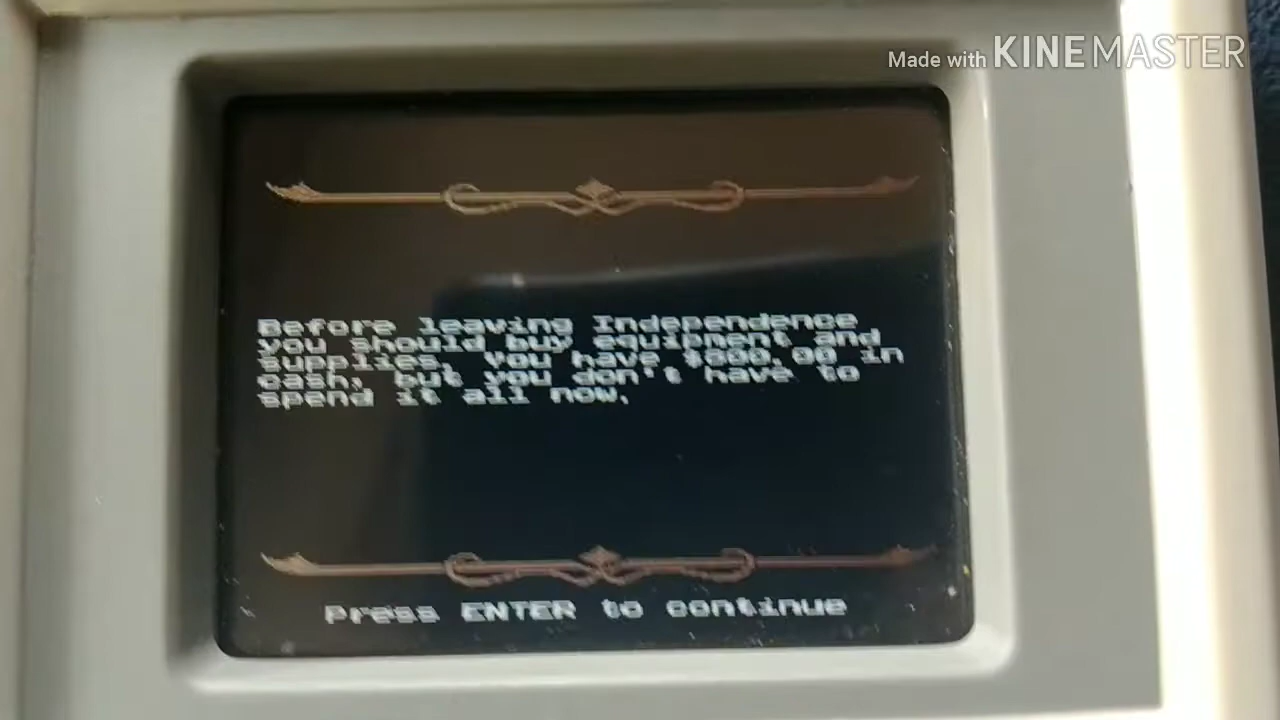 Made with KINEMASTER
Before leaving Independence
you should buy equipment and
supplies. You have $800.00 in
cash, but you don't have to
spend it all now.
Press ENTER to continue